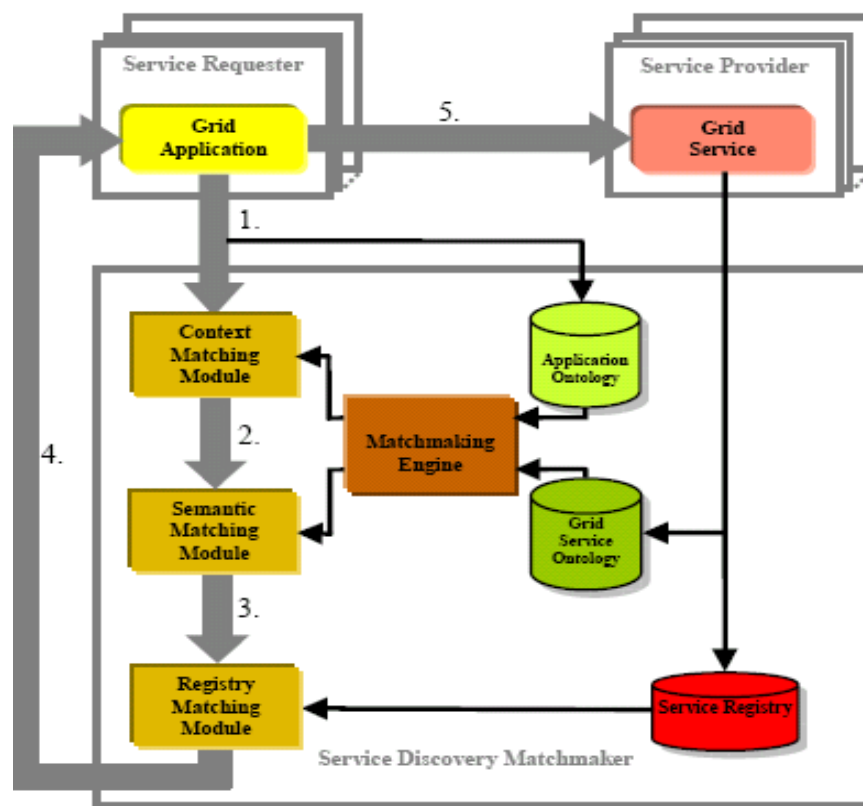 Service Requester
Service Provider
Grid
Application
5.
Grid
Service
1.
Context
Matching
Module
Application
Ontology
4.
2.
Matchmaking
Engine
Semantic
Matching
Module
Grid
Service
Ontology
3.
Registry
Matching
Module
Service Registry
Service Discovery Matchmaker